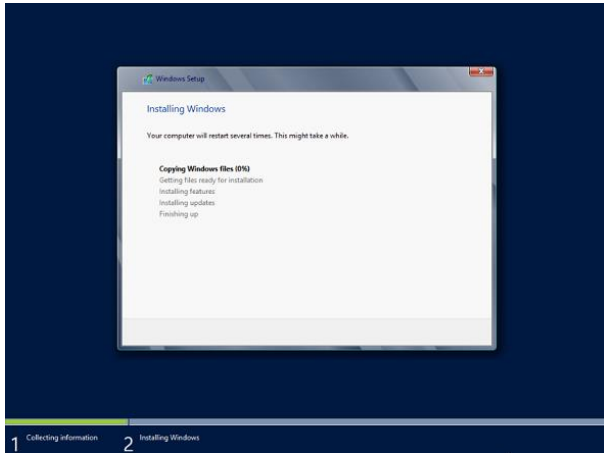 Windows Setup
Installing Windows
Your computer will restart several times. This might take a while.
Copying Windows files (0%)
Getting files ready for installation
Installing features
Installing updates
Finishing up
1 Collecting information
2 Installing Windows